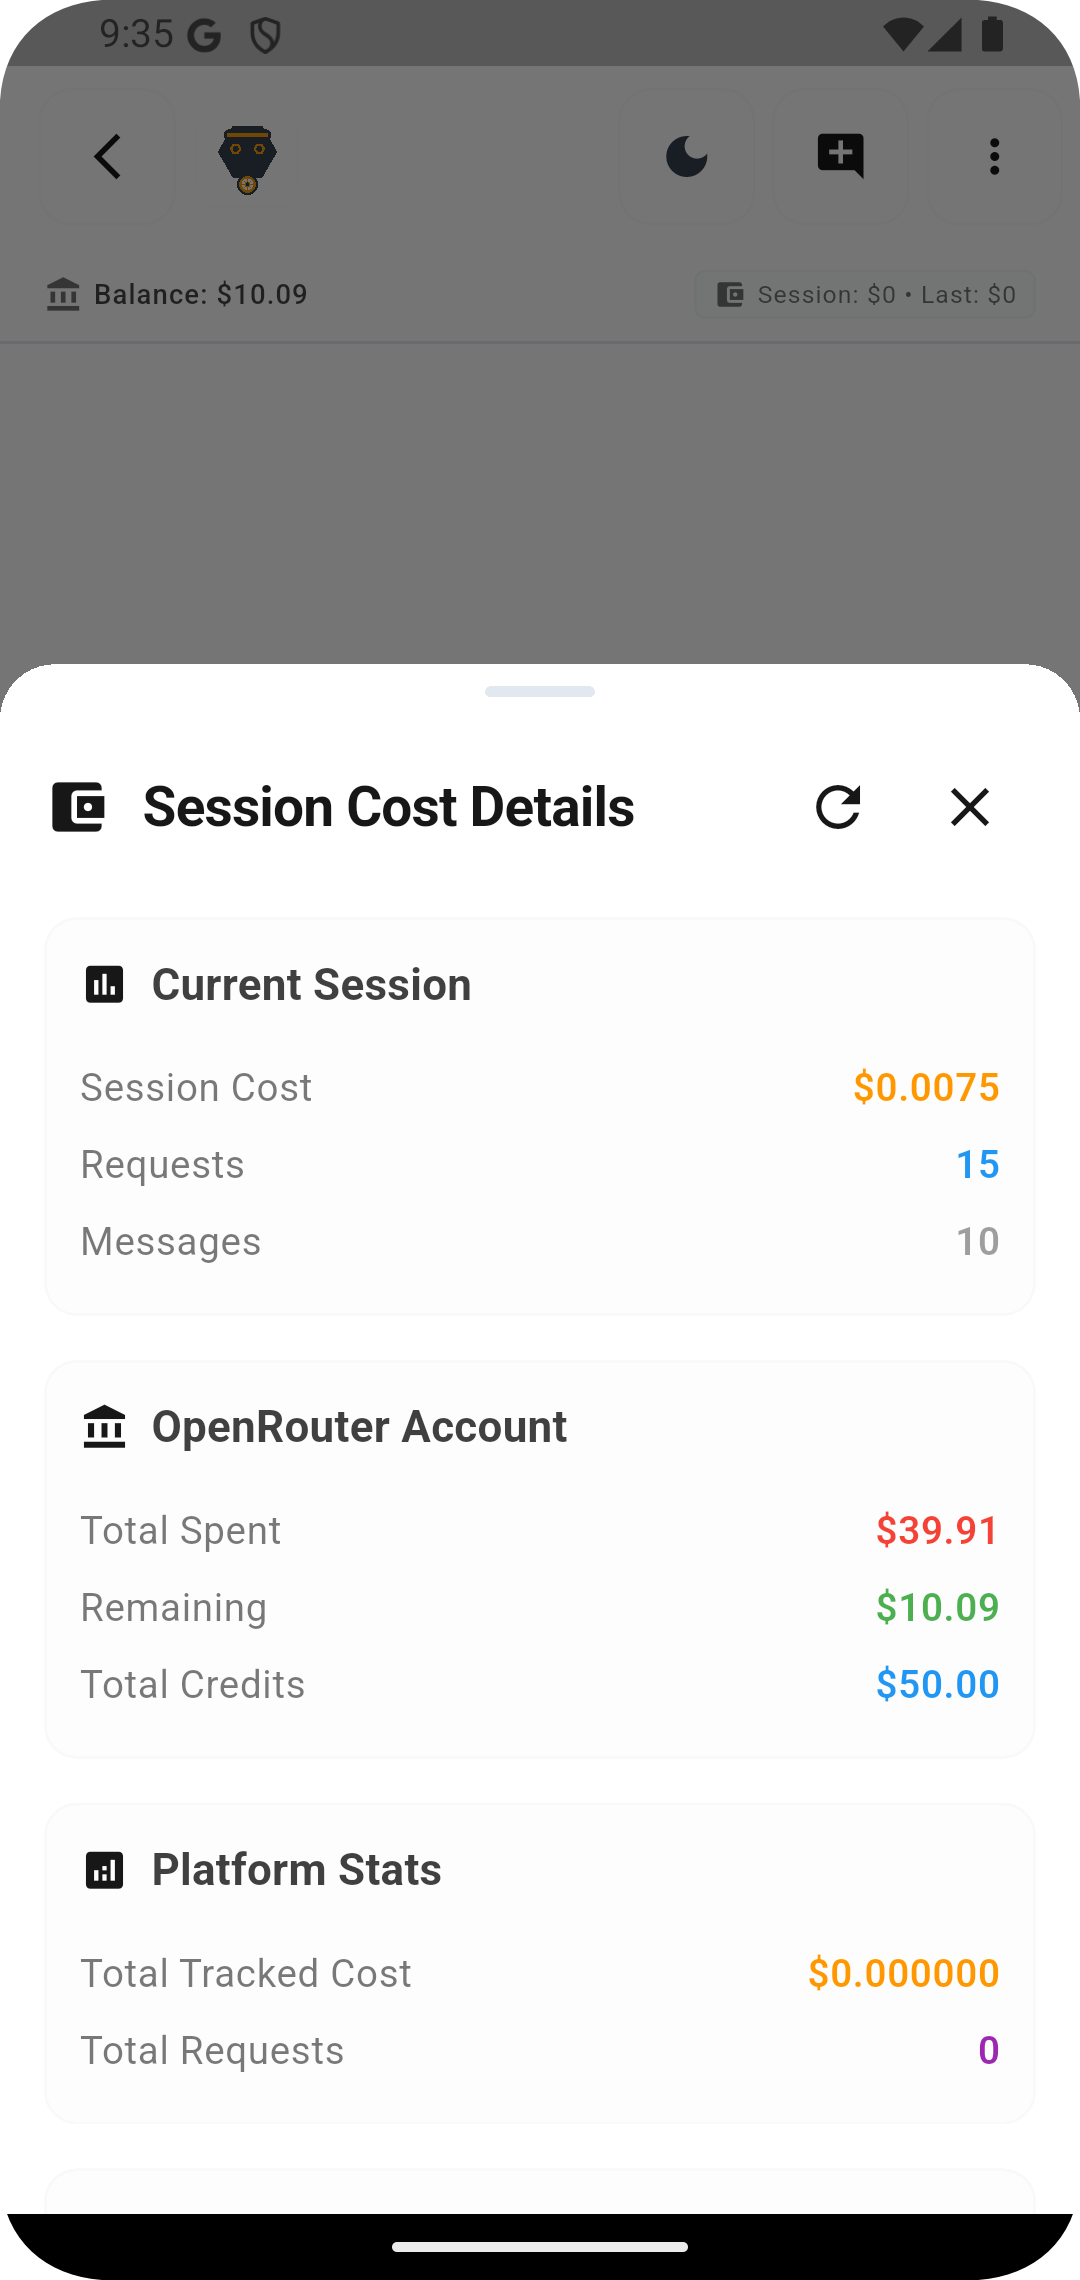 9:35
Balance: $10.09
Session: $0 • Last: $0
Session Cost Details
Current Session
Session Cost $0.0075
Requests 15
Messages 10
OpenRouter Account
Total Spent $39.91
Remaining $10.09
Total Credits $50.00
Platform Stats
Total Tracked Cost $0.000000
Total Requests 0